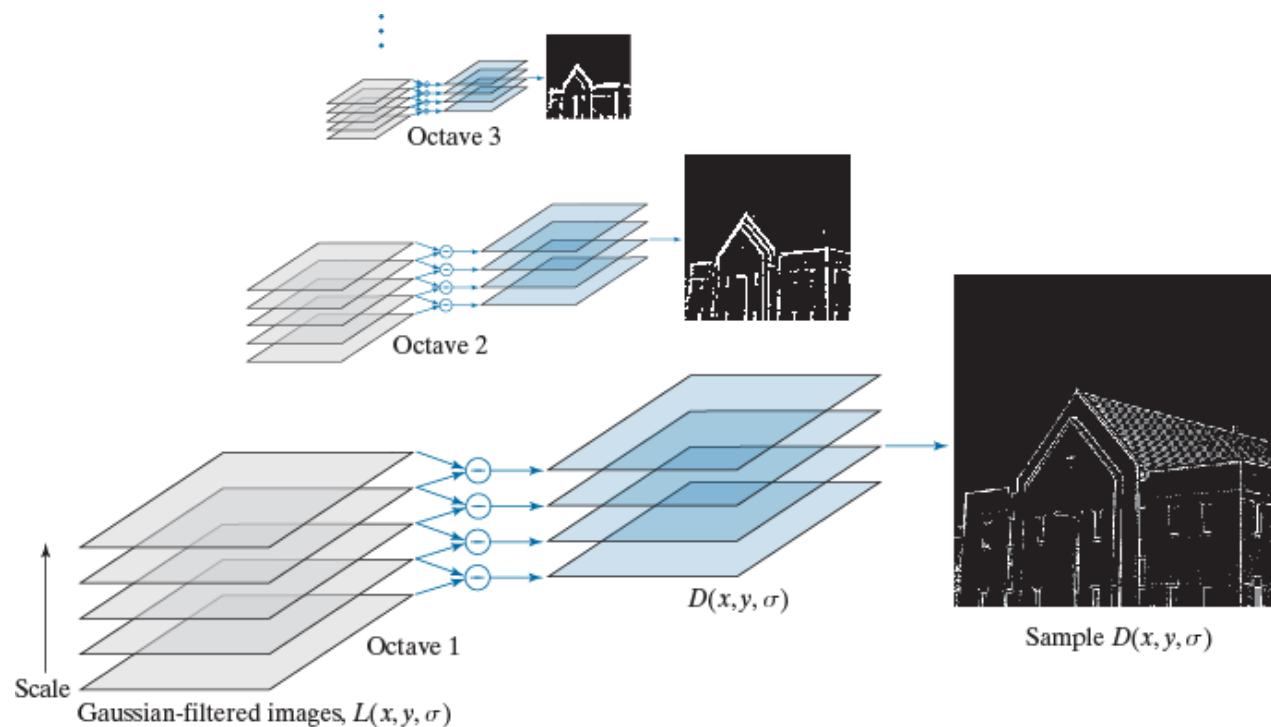 Octave 3
Octave 2
Octave 1
D(x, y, σ)
Sample D(x, y, σ)
Scale
Gaussian-filtered images, L(x, y, σ)